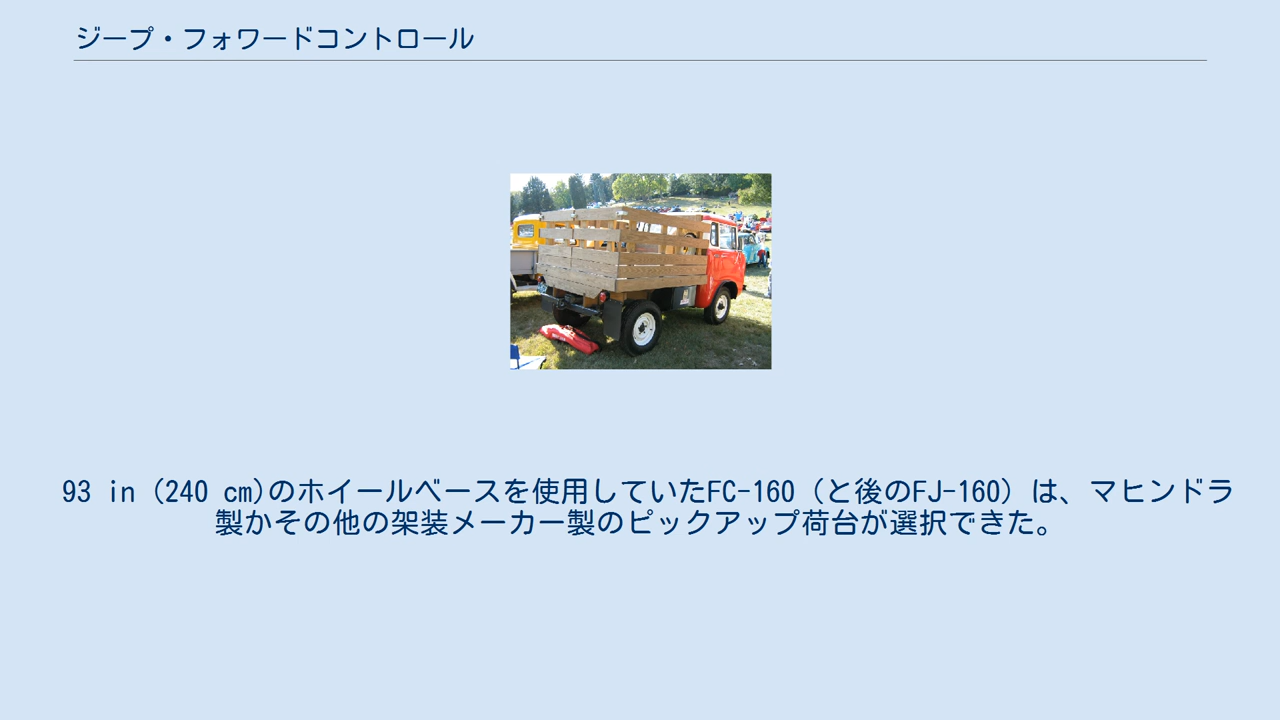 ジープ・フォワードコントロール
93 in (240 cm)のホイールベースを使用していたFC-160（と後のFJ-160）は、マヒンドラ
製かその他の架装メーカー製のピックアップ荷台が選択できた。